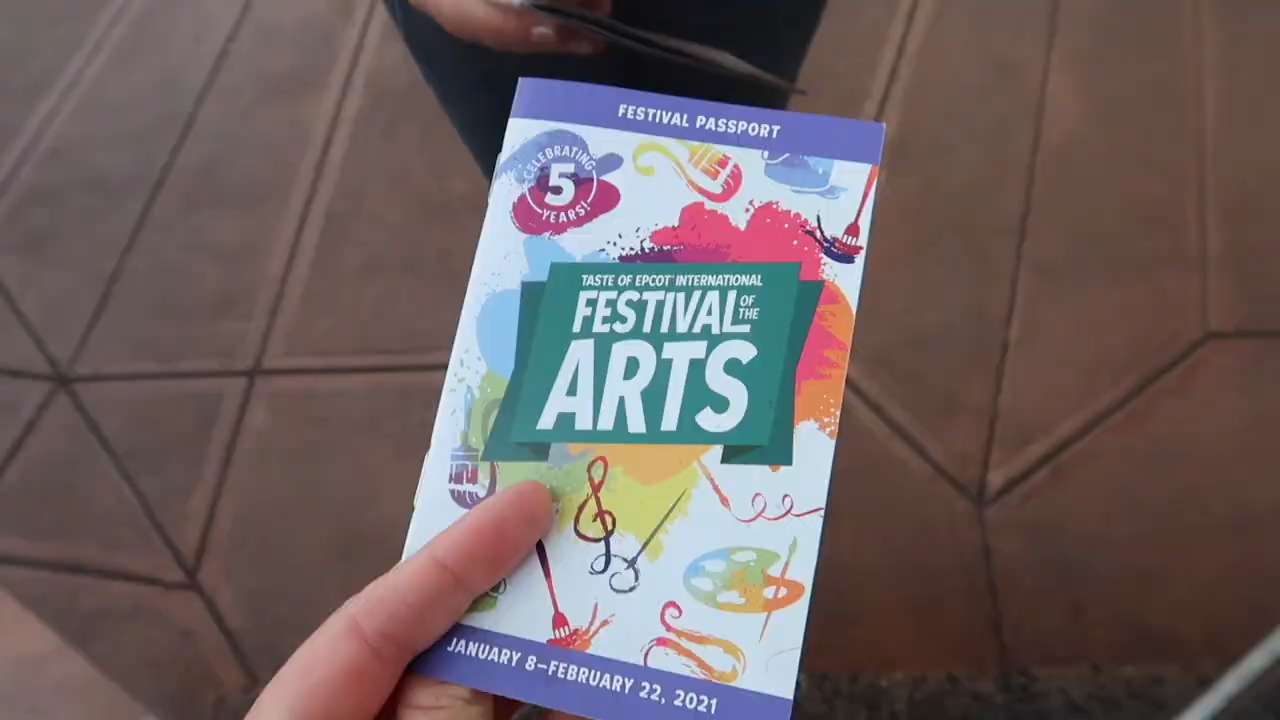 FESTIVAL PASSPORT
CELEBRATING
5
YEARS!
TASTE OF EPCOT® INTERNATIONAL
FESTIVAL OF THE
ARTS
JANUARY 8–FEBRUARY 22, 2021